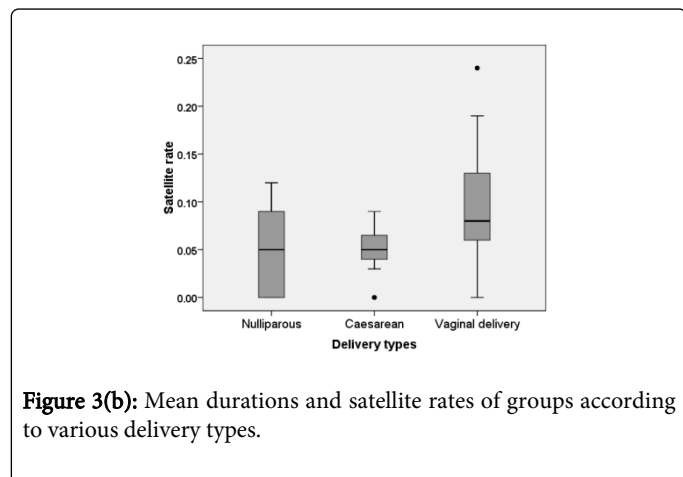 0.25
0.20
0.15
0.10
0.05
0.00
Satellite rate
Nulliparous Caesarean Vaginal delivery
Delivery types
Figure 3(b): Mean durations and satellite rates of groups according
to various delivery types.